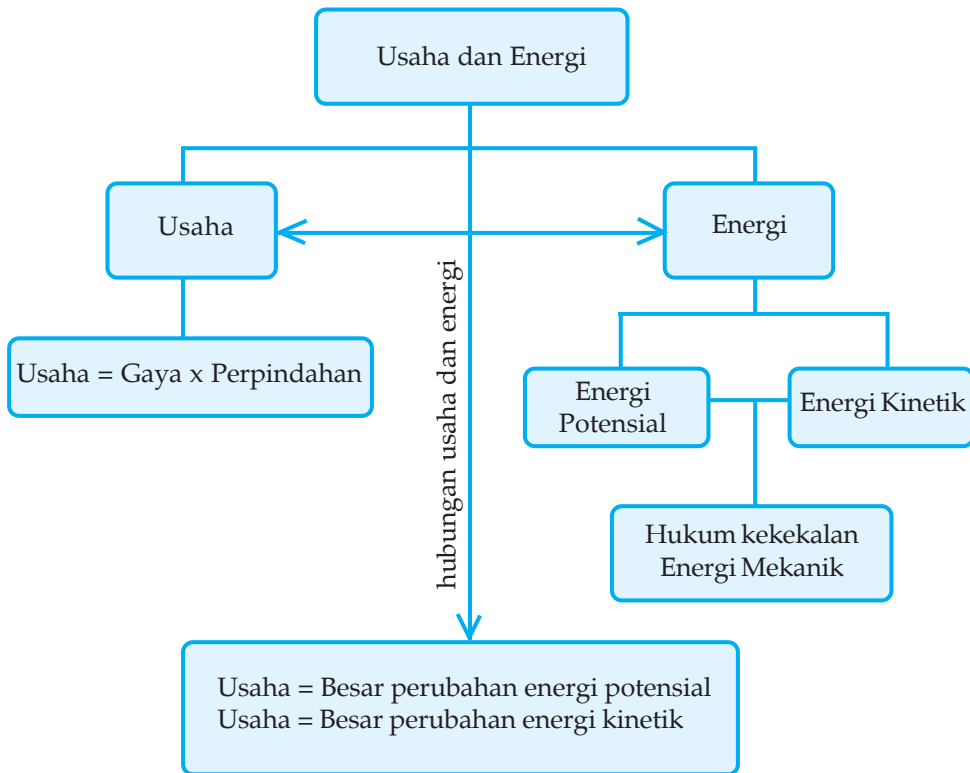 Usaha dan Energi
Usaha
Energi
hubungan usaha dan energi
Usaha = Gaya x Perpindahan
Energi
Potensial
Energi Kinetik
Hukum kekekalan
Energi Mekanik
Usaha = Besar perubahan energi potensial
Usaha = Besar perubahan energi kinetik